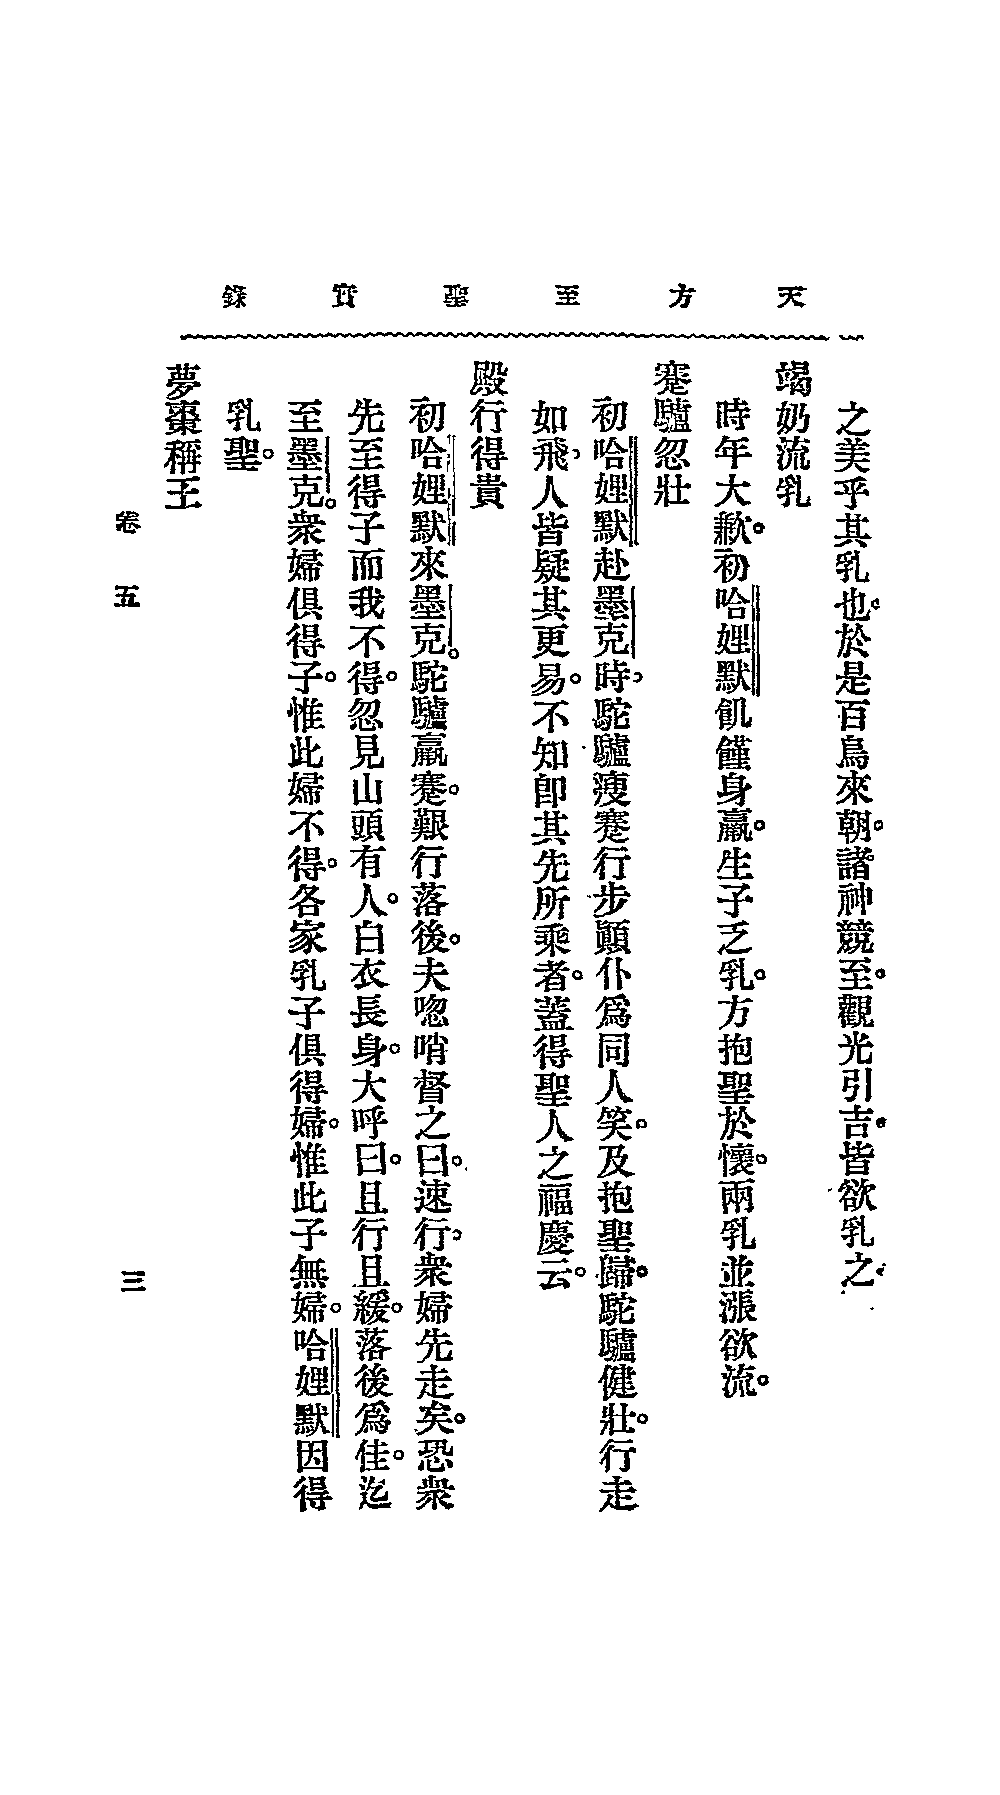 天方至聖實錄
之美乎其乳也。於是百鳥來朝。諸神競至。觀光引吉。皆欲乳之。
竭奶流乳
時年大歉。初哈娌默飢饉身羸。生子乏乳。方抱聖於懷、兩乳並漲欲流。
蹇驢忽壯
初哈娌默赴墨克時、駝驢瘦蹇行步顚仆爲同人笑。及抱聖歸。駝驢健壯。行走
如飛、人皆疑其更易。不知卽其先所乘者。蓋得聖人之福慶云。
殿行得貴
初哈娌默來墨克。駝驢羸蹇。艱行落後。夫唿哨督之曰。速行、衆婦先走矣。恐衆
先至得子而我不得。忽見山頭有人。白衣長身。大呼曰。且行且緩。落後爲佳。迄
至墨克。衆婦俱得子。惟此婦不得。各家乳子俱得婦。惟此子無婦。哈娌默因得
乳聖。
夢棗稱王
卷五
三